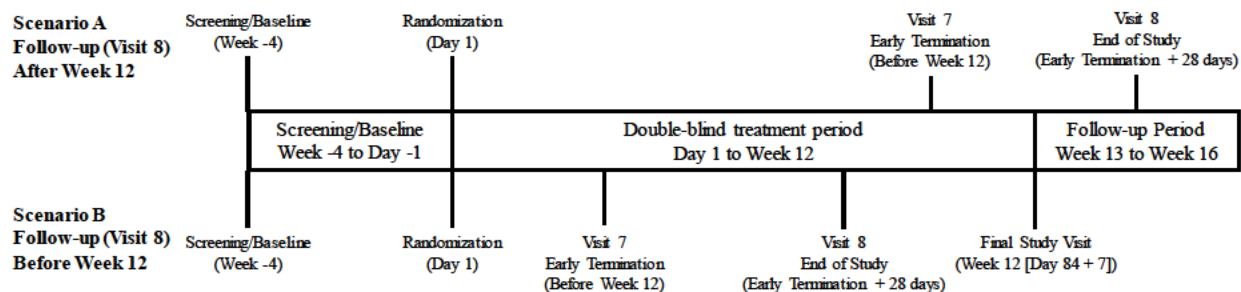 Scenario A
Follow-up (Visit 8)
After Week 12
Screening/Baseline
(Week -4)
Randomization
(Day 1)
Visit 7
Early Termination
(Before Week 12)
Visit 8
End of Study
(Early Termination + 28 days)
Screening/Baseline
Week -4 to Day -1
Double-blind treatment period
Day 1 to Week 12
Follow-up Period
Week 13 to Week 16
Scenario B
Follow-up (Visit 8)
Before Week 12
Screening/Baseline
(Week -4)
Randomization
(Day 1)
Visit 7
Early Termination
(Before Week 12)
Visit 8
End of Study
(Early Termination + 28 days)
Final Study Visit
(Week 12 [Day 84 + 7])